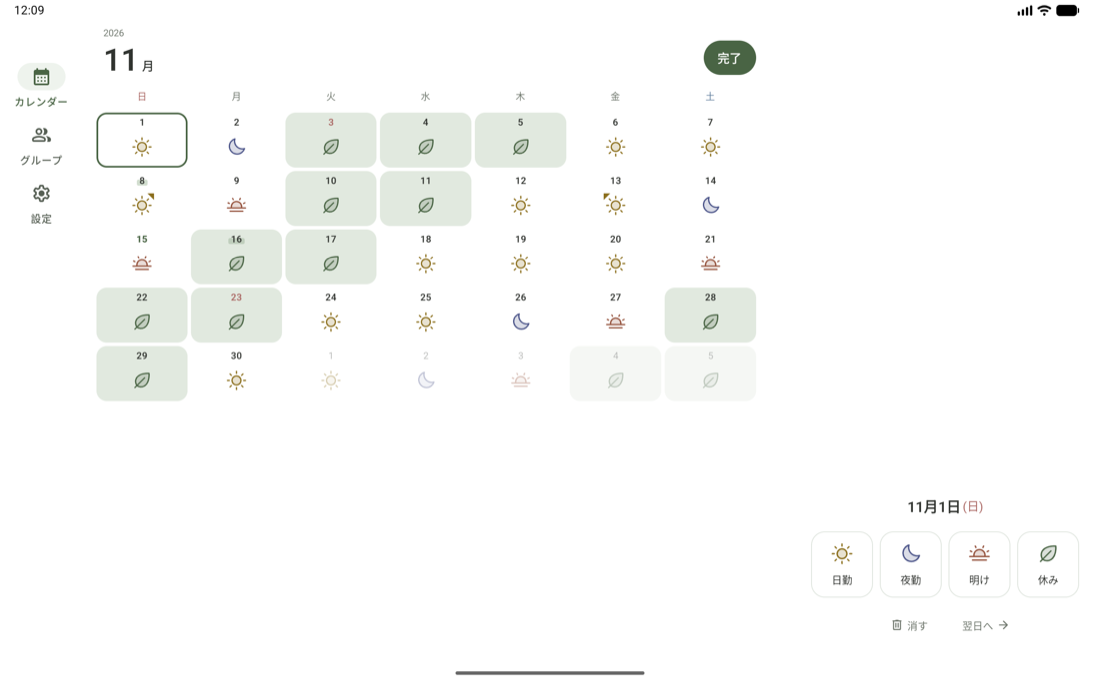 12:09
2026
11 月
完了
カレンダー
グループ
設定
日 月 火 水 木 金 土
1 2 3 4 5 6 7
8 9 10 11 12 13 14
15 16 17 18 19 20 21
22 23 24 25 26 27 28
29 30 1 2 3 4 5
11月1日(日)
日勤 夜勤 明け 休み
消す 翌日へ